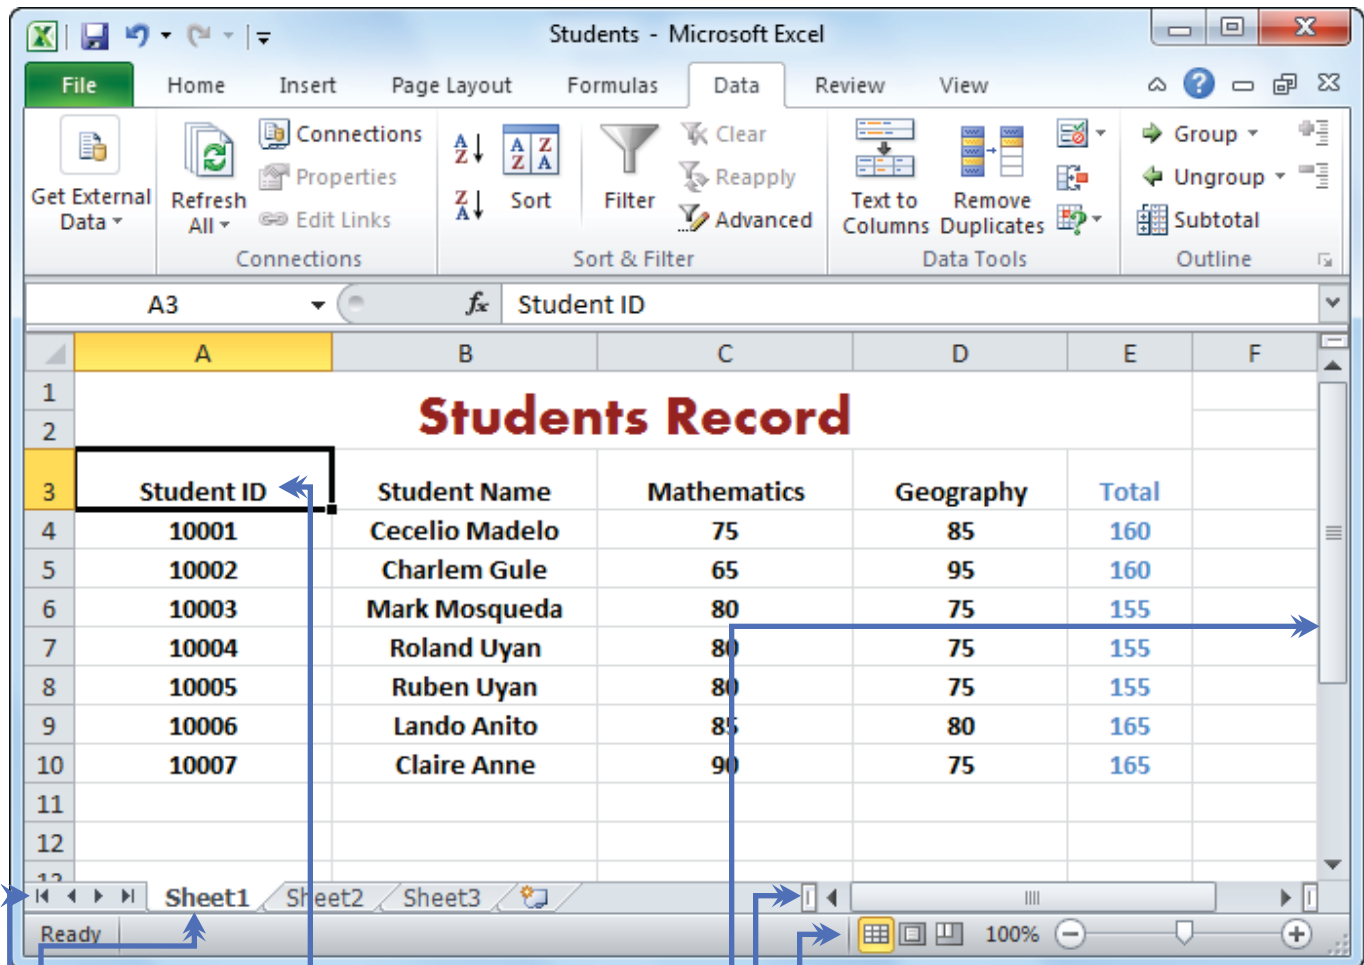 Students - Microsoft Excel
File Home Insert Page Layout Formulas Data Review View
Get External Data
Refresh All
Connections
Properties
Edit Links
Connections
Sort
Filter
Clear
Reapply
Advanced
Sort & Filter
Text to Columns
Remove Duplicates
Data Tools
Group
Ungroup
Subtotal
Outline
A3 fx Student ID
A B C D E F
1
Students Record
2
3 Student ID Student Name Mathematics Geography Total
4 10001 Cecelio Madelo 75 85 160
5 10002 Charlem Gule 65 95 160
6 10003 Mark Mosqueda 80 75 155
7 10004 Roland Uyan 80 75 155
8 10005 Ruben Uyan 80 75 155
9 10006 Lando Anito 85 80 165
10 10007 Claire Anne 90 75 165
11
12
Sheet1 Sheet2 Sheet3
Ready 100%